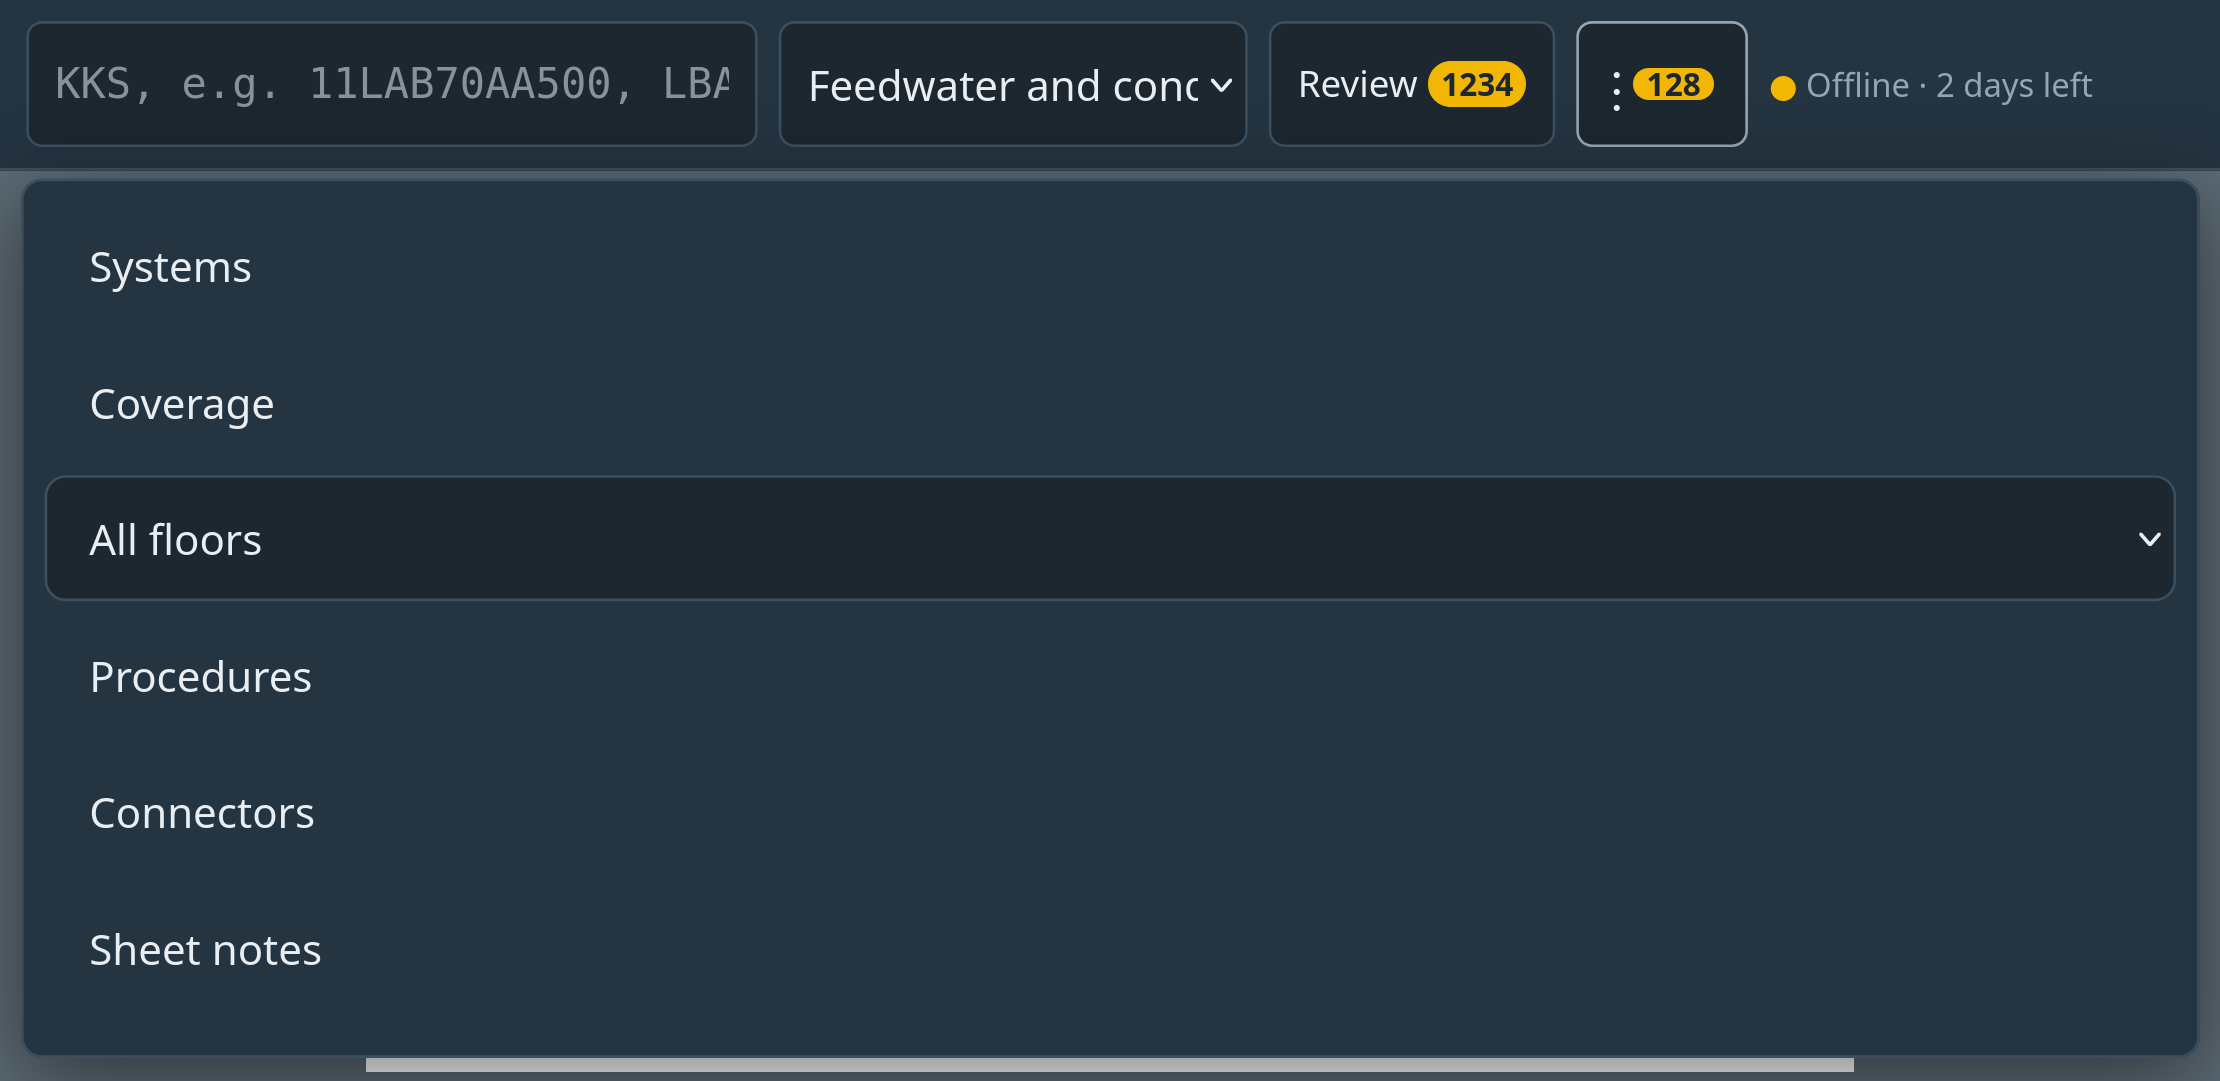 KKS, e.g. 11LAB70AA500, LBA
Feedwater and conc
Review 1234
⋮ 128
Offline · 2 days left
Systems
Coverage
All floors
Procedures
Connectors
Sheet notes